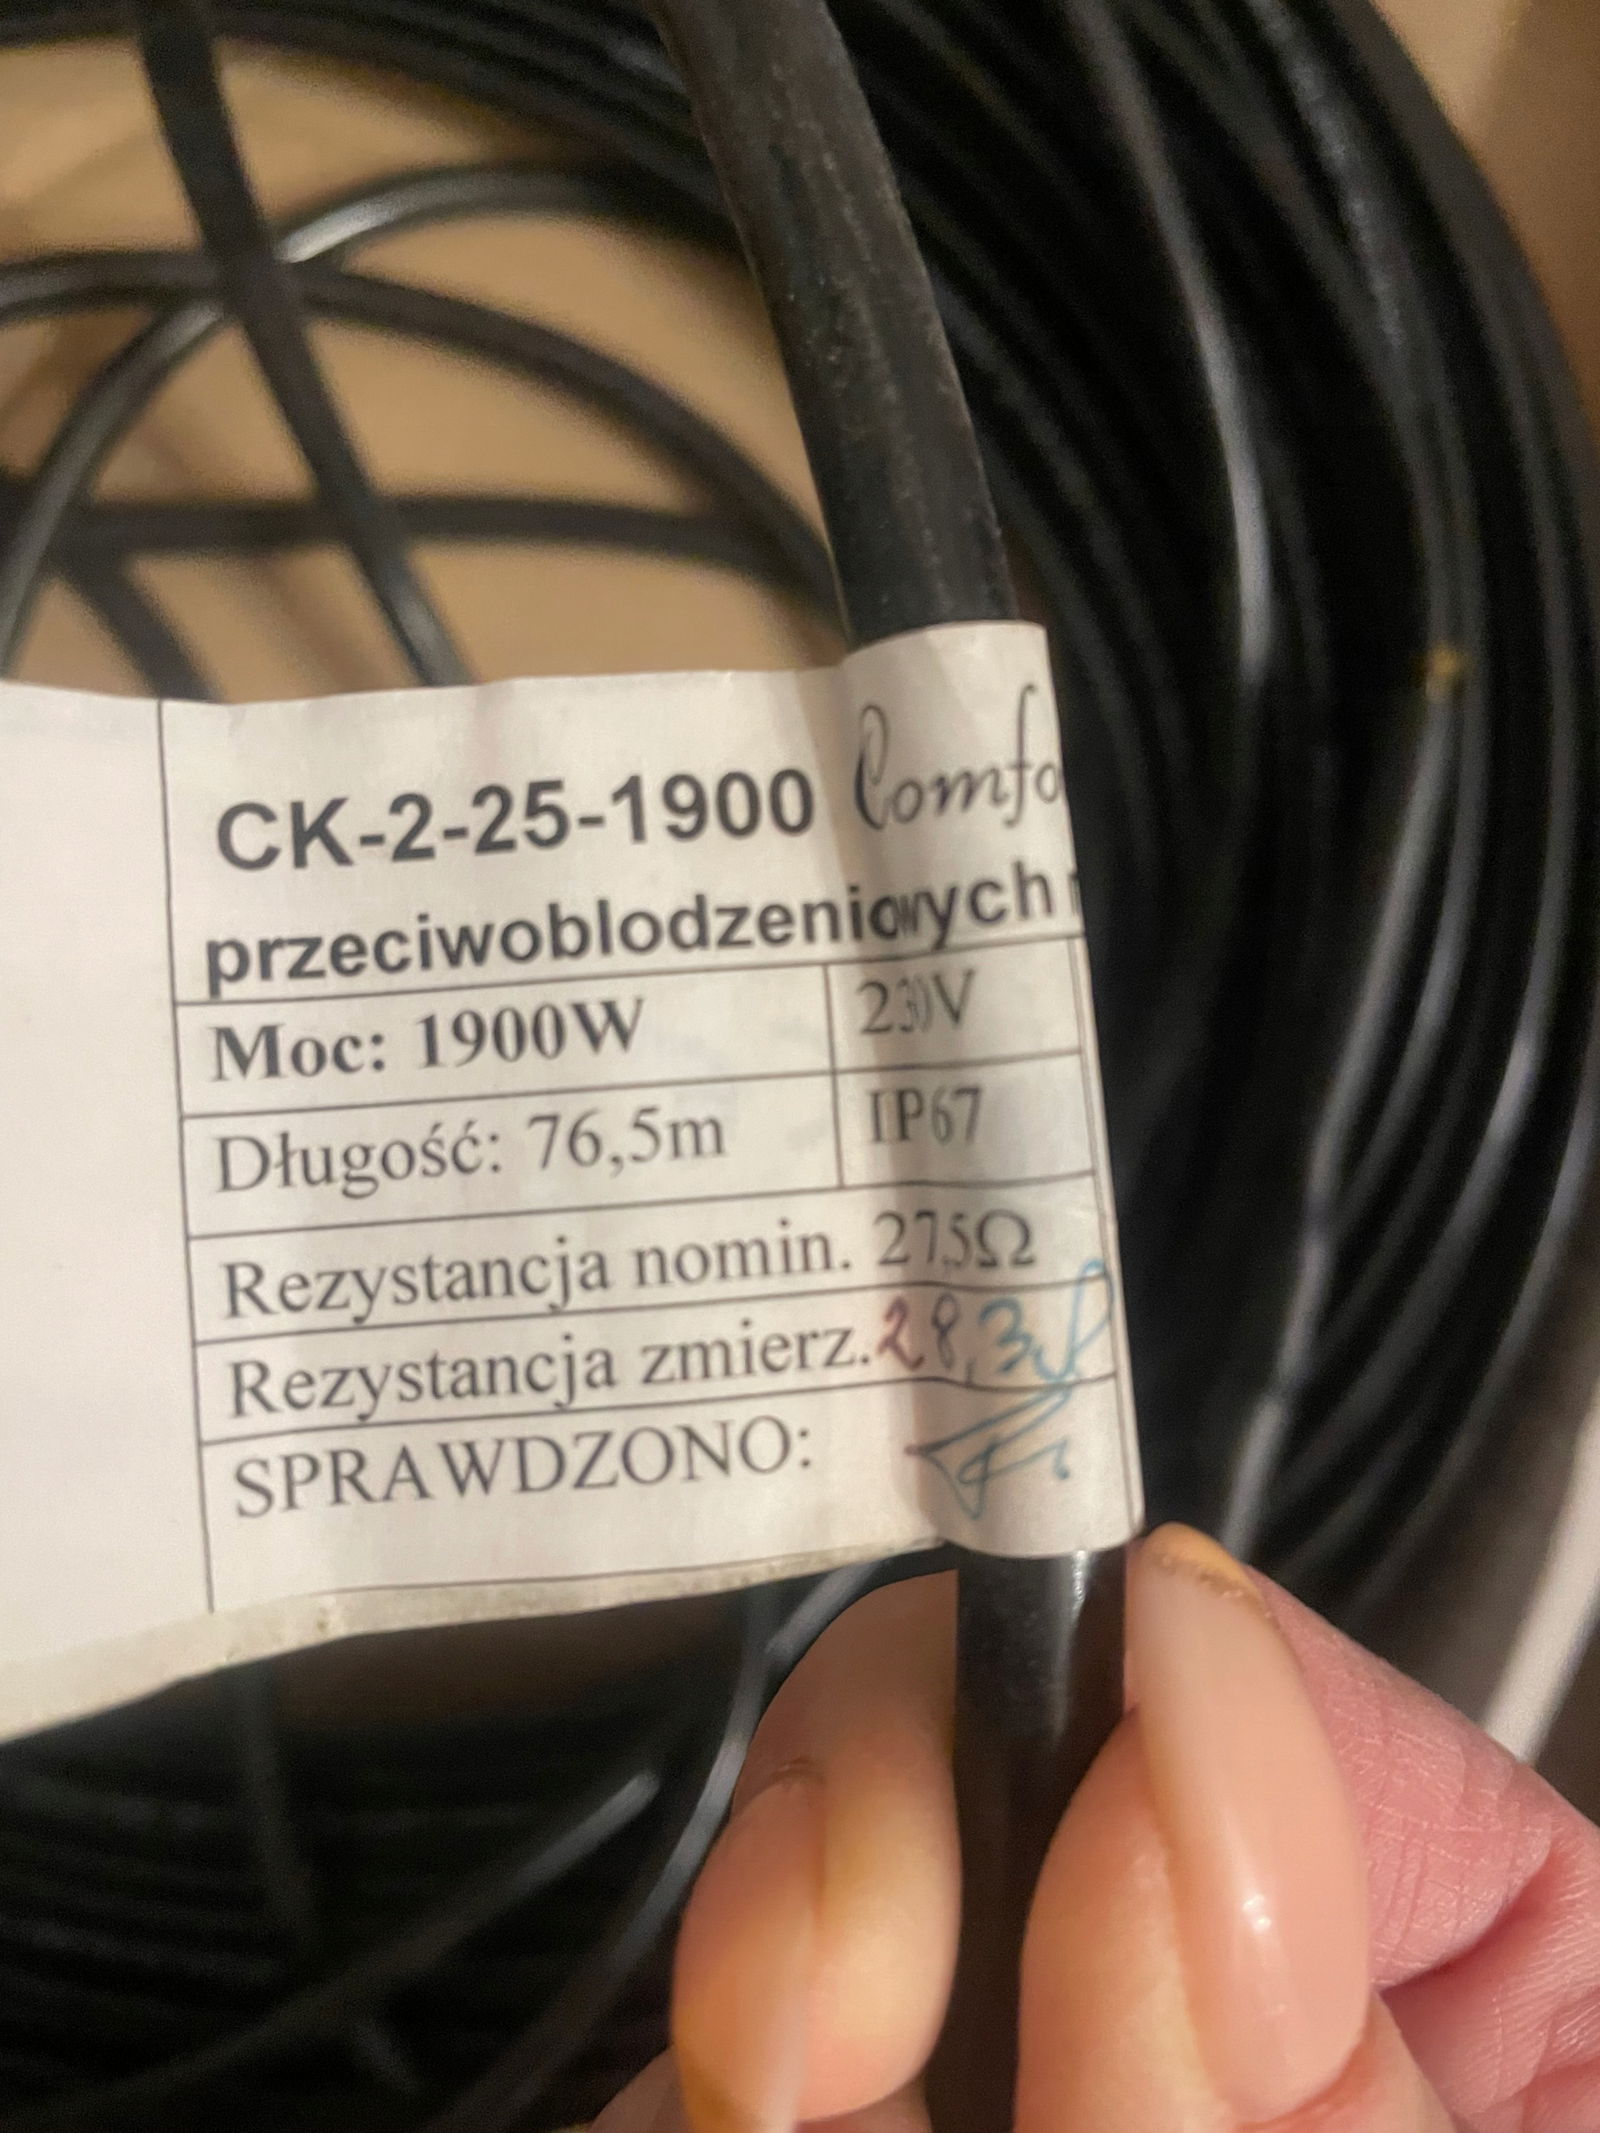 CK-2-25-1900 Comfo
przeciwoblodzeniowych
Moc: 1900W 230V
Długość: 76,5m IP67
Rezystancja nomin. 27,5Ω
Rezystancja zmierz. 28,3
SPRAWDZONO: